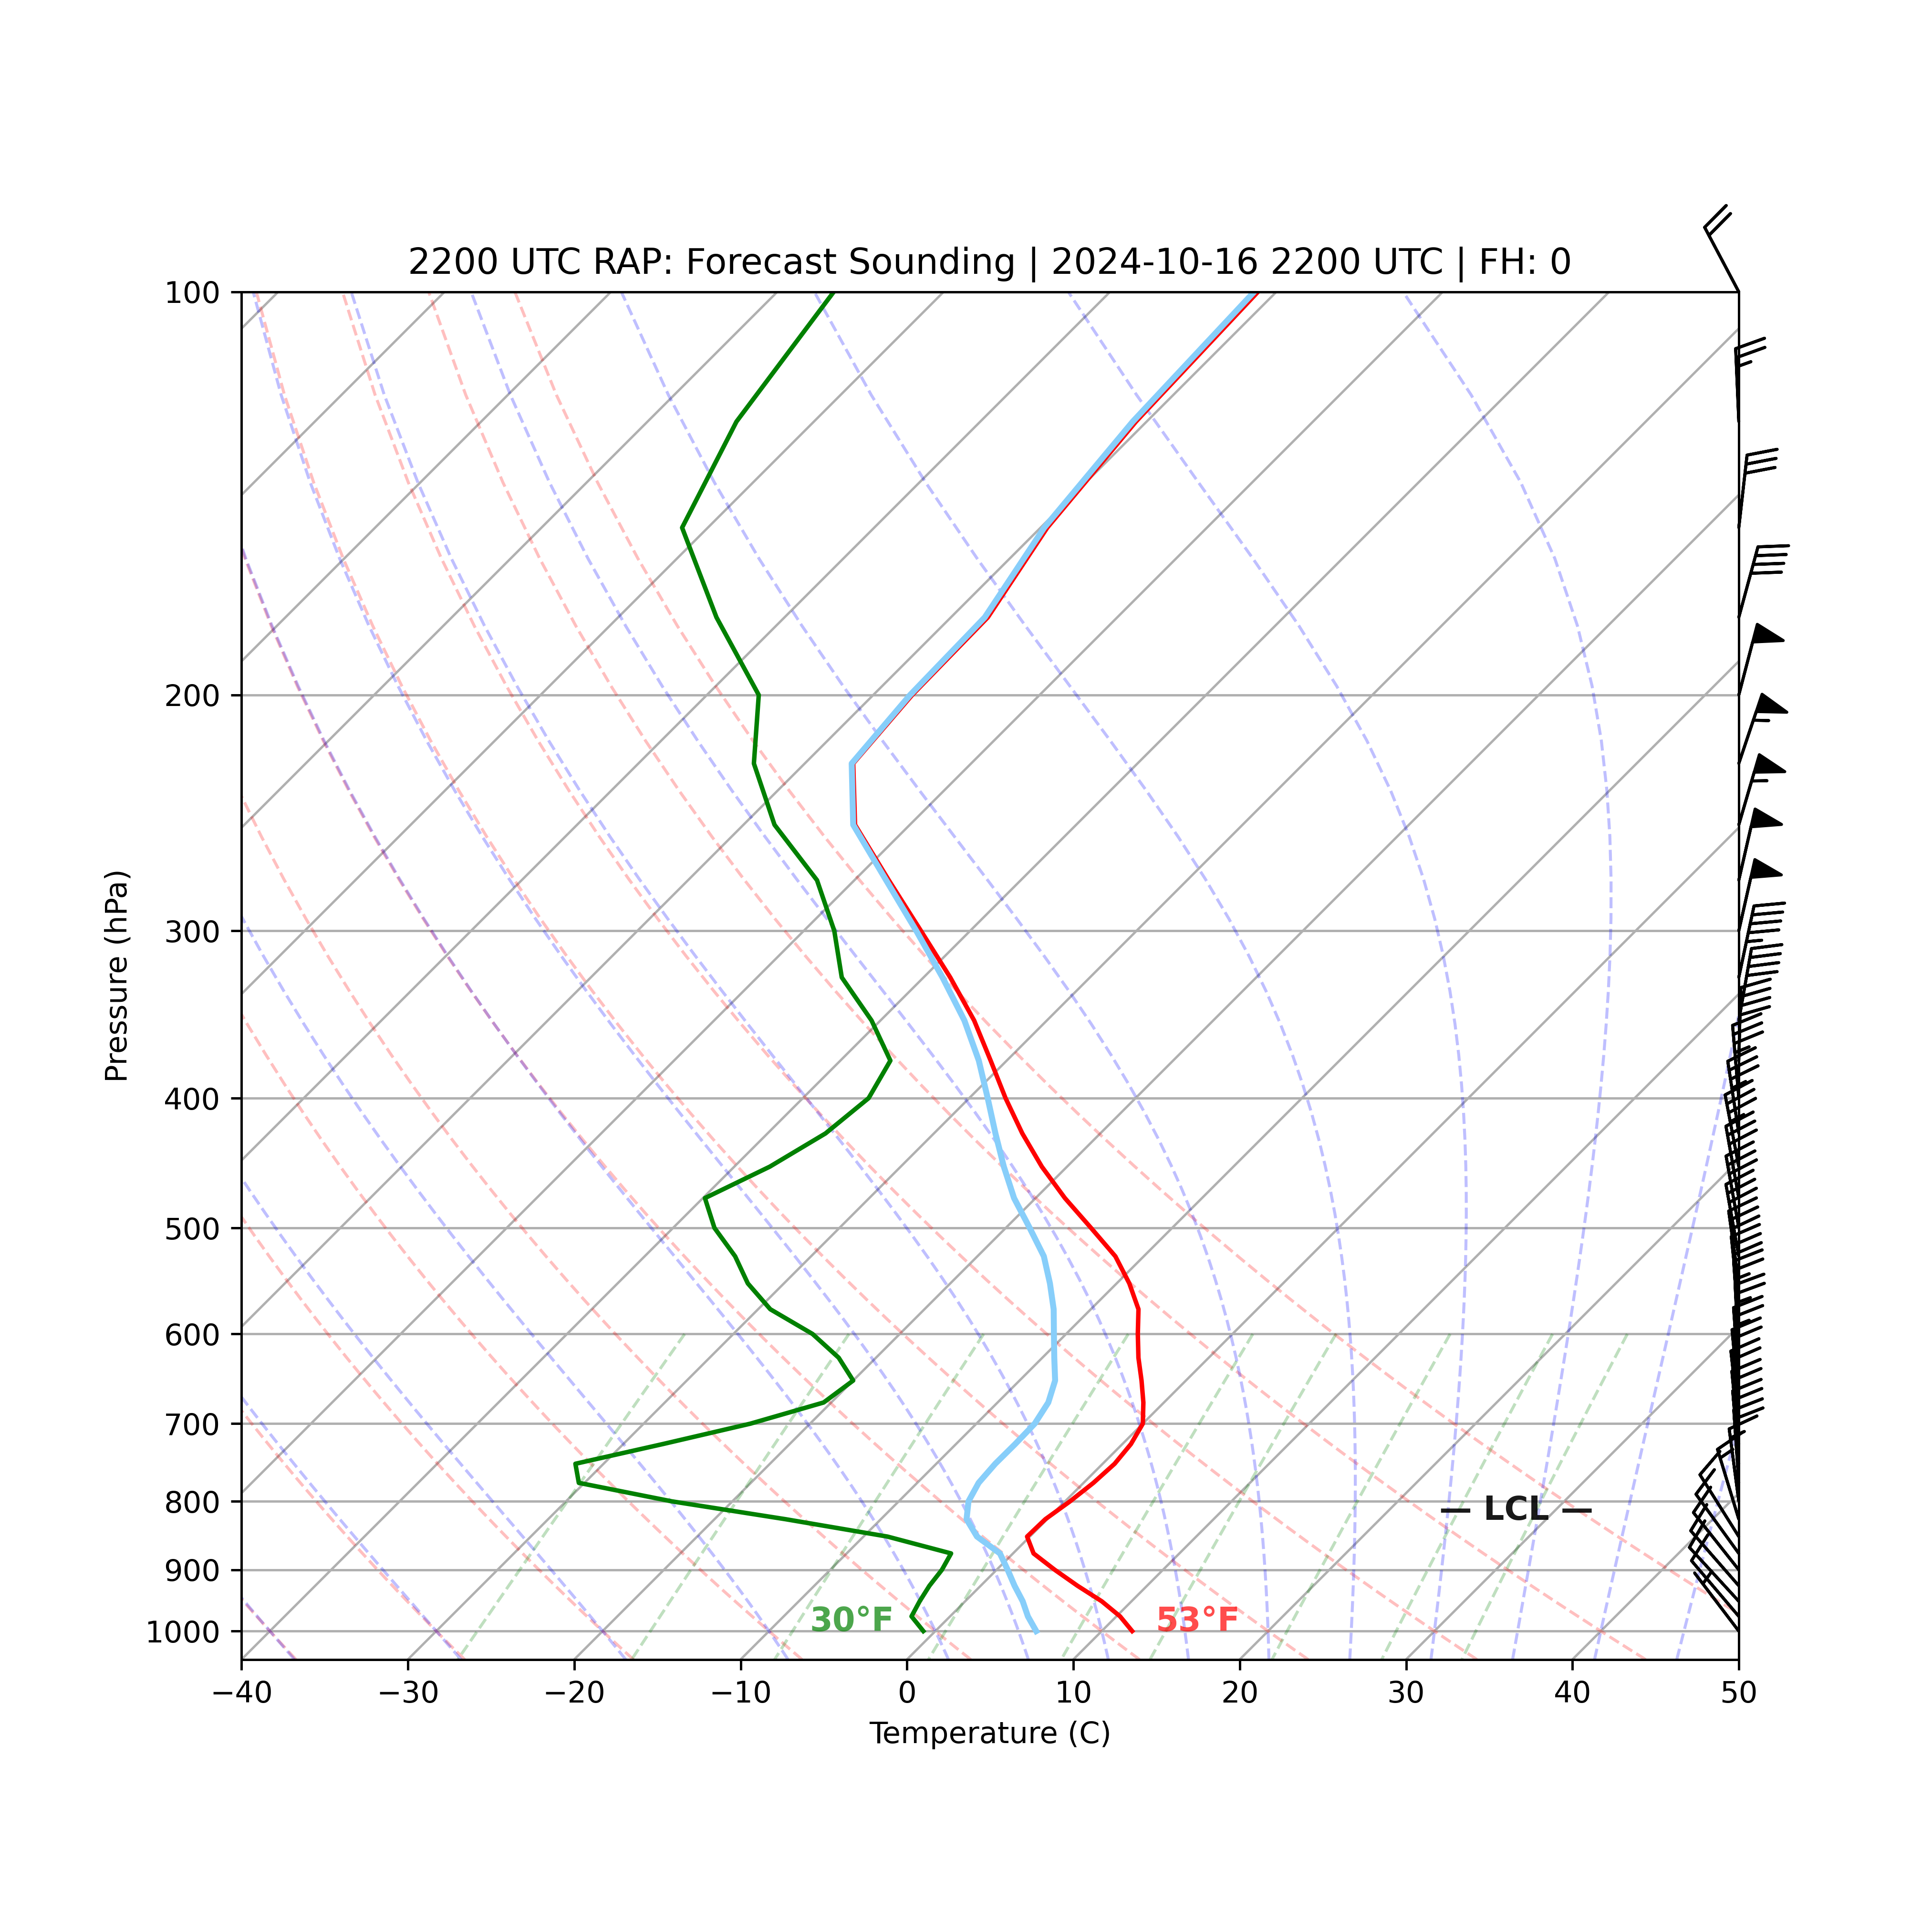 2200 UTC RAP: Forecast Sounding | 2024-10-16 2200 UTC | FH: 0
100
200
300
400
500
600
700
800
900
1000
Pressure (hPa)
— LCL —
30°F
53°F
−40 −30 −20 −10 0 10 20 30 40 50
Temperature (C)